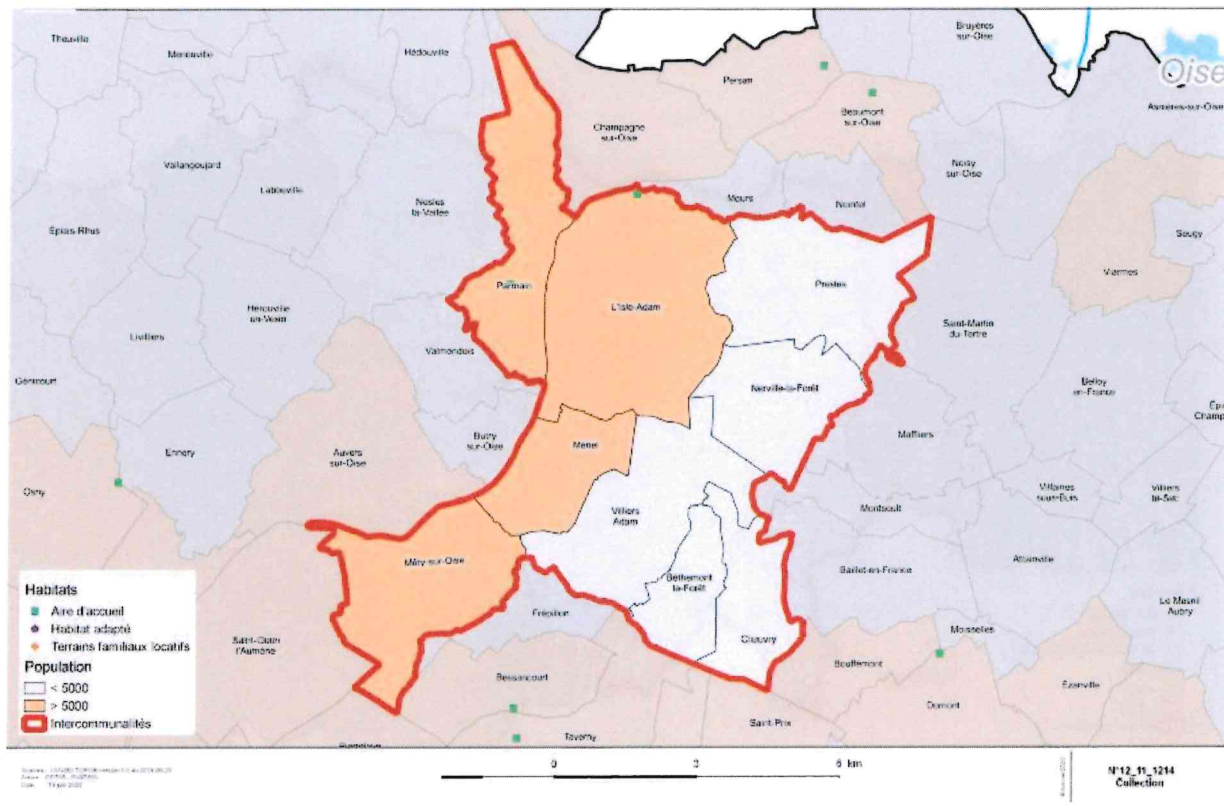 Theuville
Menouville
Hédouville
Bruyères
sur-Oise
Oise
Persan
Beaumont
sur-Oise
Asnières-sur-Oise
Champagne
sur-Oise
Vallangoujard
Labbeville
Nesles
la-Vallée
Noisy
sur-Oise
Mours
Nointel
Seugy
Épiais-Rhus
Viarmes
Parmain
L'Isle-Adam
Presles
Hérouville
en-Vexin
Livilliers
Saint-Martin
du-Tertre
Valmondois
Génicourt
Nerville-la-Forêt
Belloy
en-France
Butry
sur-Oise
Mériel
Maffliers
Ennery
Auvers
sur-Oise
Osny
Villiers
Adam
Montsoult
Villaines
sous-Bois
Villiers
le-Sec
Méry-sur-Oise
Béthemont
la-Forêt
Baillet-en-France
Attainville
Le Mesnil
Aubry
Frépillon
Chauvry
Moisselles
Saint-Ouen
l'Aumône
Bessancourt
Bouffémont
Domont
Ézanville
Saint-Prix
Taverny
Habitats
Aire d'accueil
Habitat adapté
Terrains familiaux locatifs
Population
< 5000
> 5000
Intercommunalités
0 3 6 km
N°12_11_1214
Collection